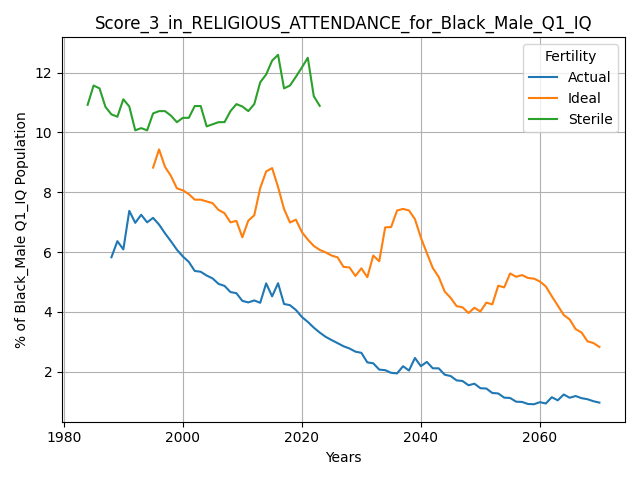 Score_3_in_RELIGIOUS_ATTENDANCE_for_Black_Male_Q1_IQ
Fertility
Actual
Ideal
Sterile
% of Black_Male Q1_IQ Population
12
10
8
6
4
2
1980
2000
2020
2040
2060
Years